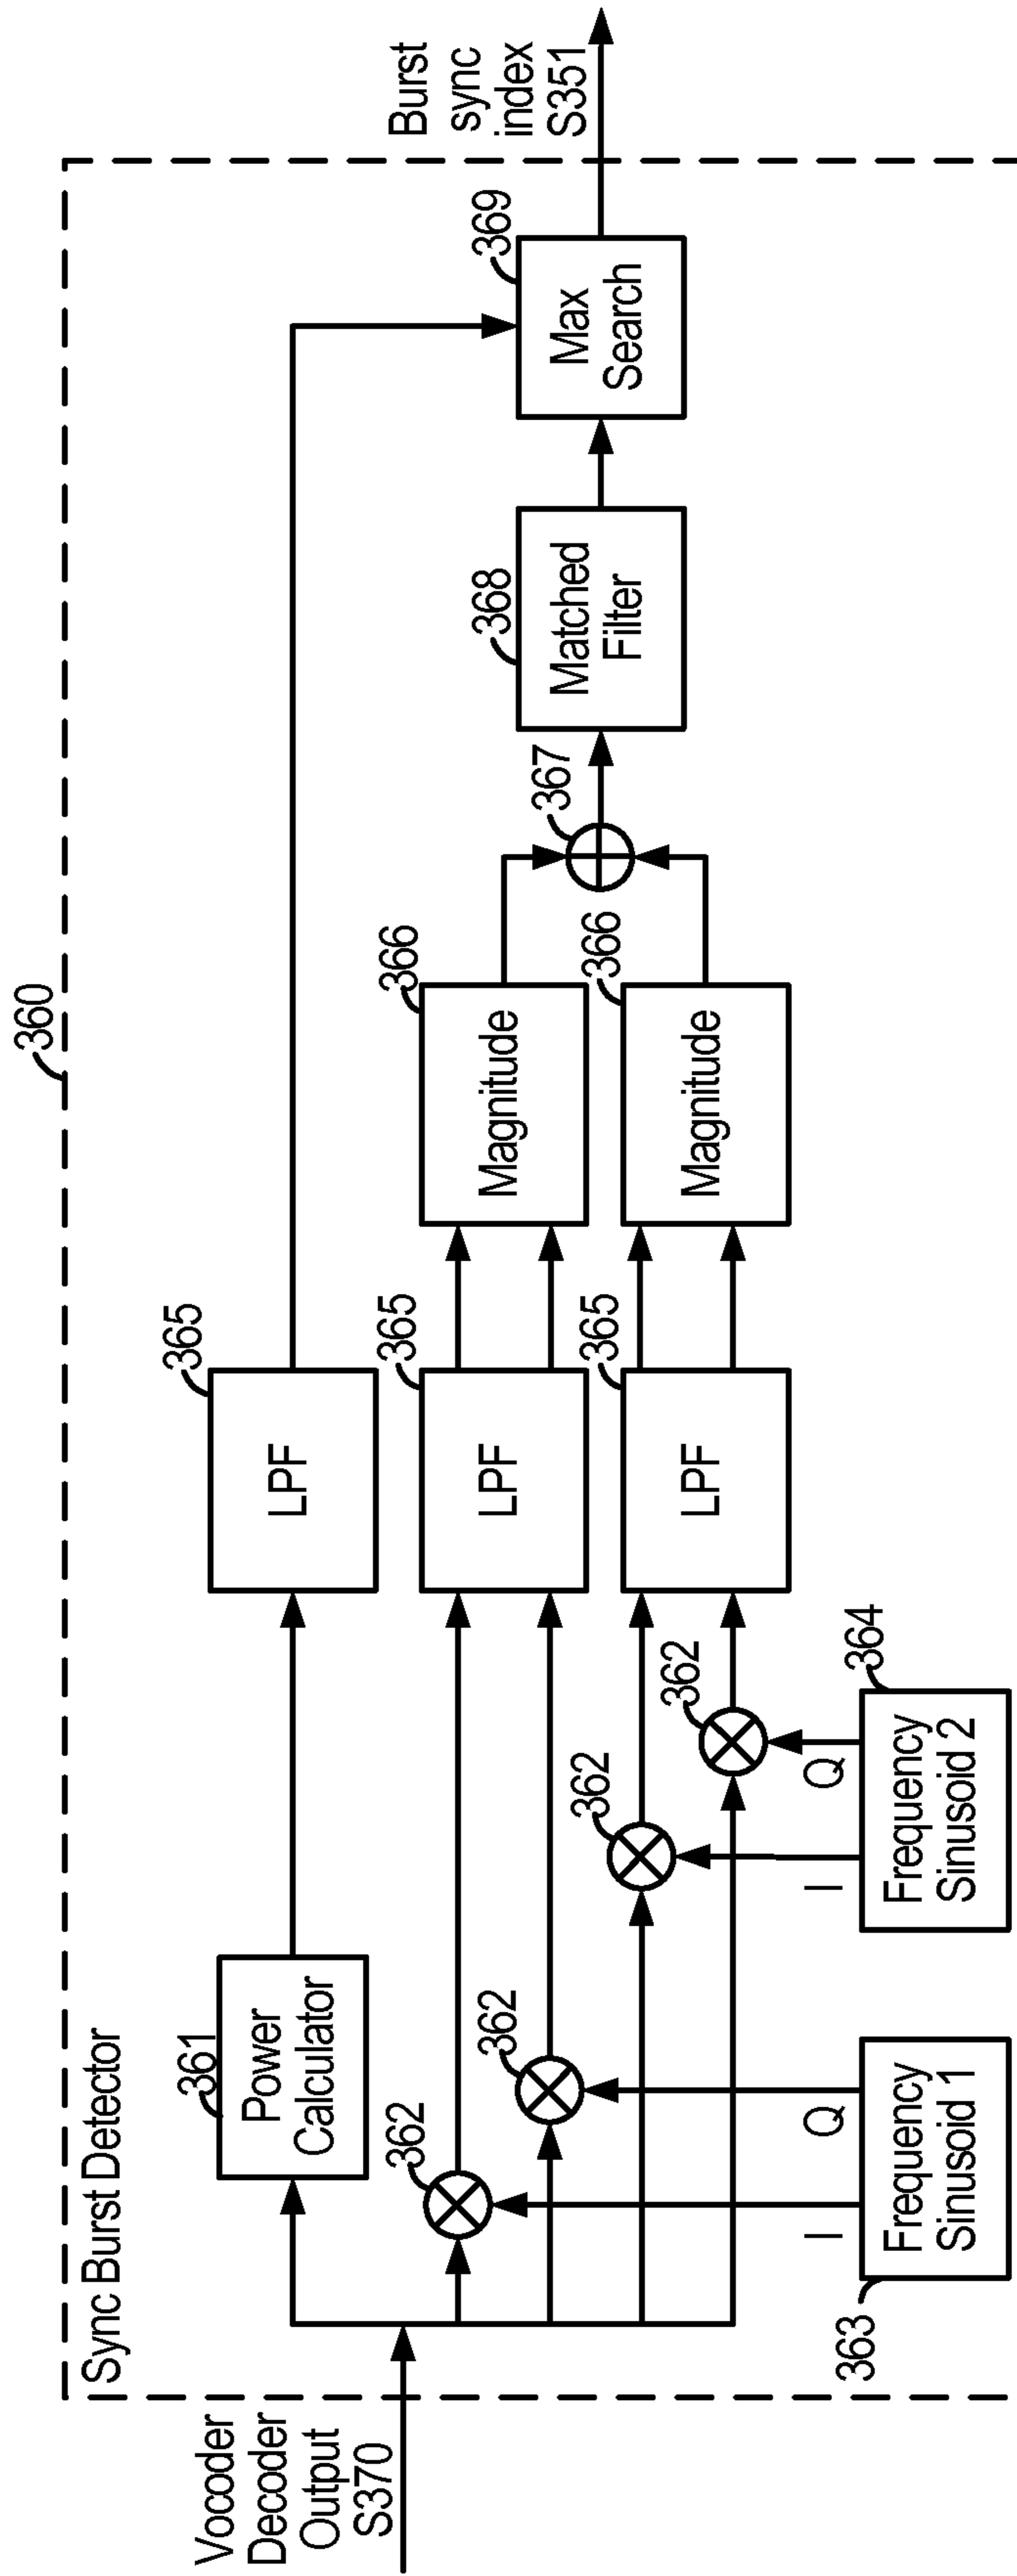 360
Sync Burst Detector
Vocoder
Decoder
Output
S370
361
Power
Calculator
365
LPF
362
362
365
LPF
366
Magnitude
362
362
365
LPF
366
Magnitude
367
368
Matched
Filter
369
Max
Search
Burst
sync
index
S351
I
Q
363
Frequency
Sinusoid 1
I
Q
364
Frequency
Sinusoid 2